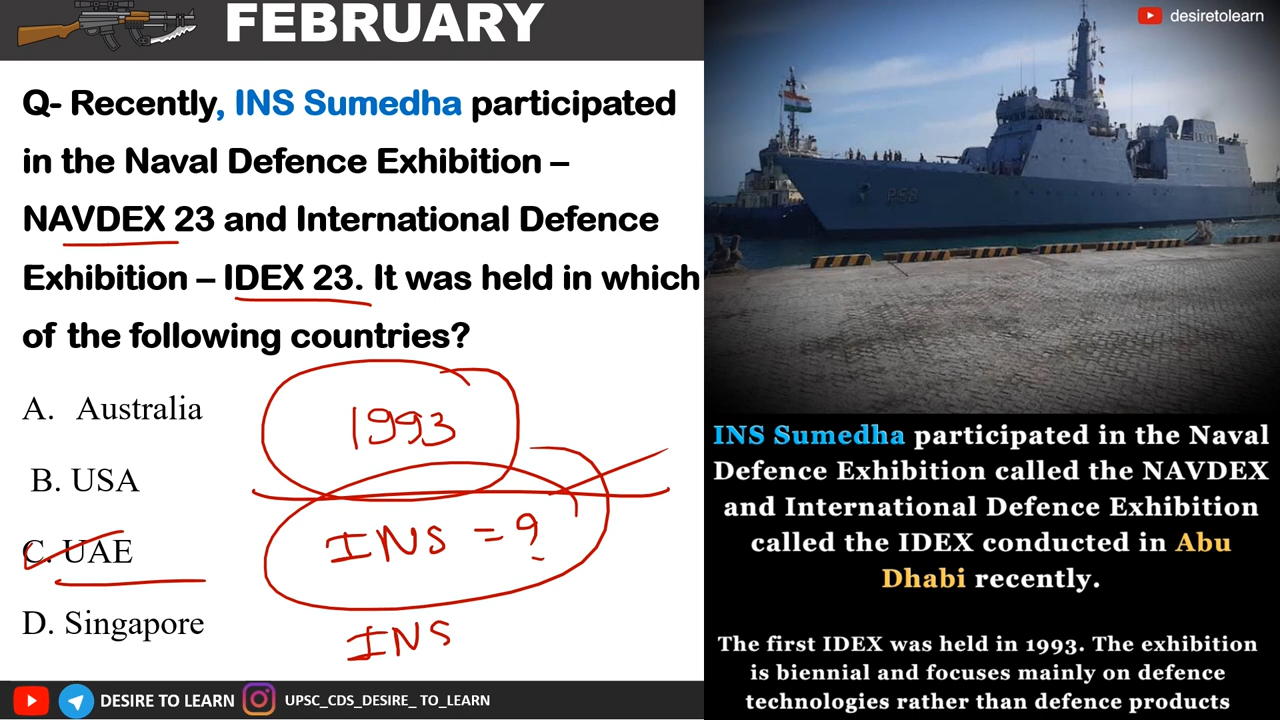 FEBRUARY
Q- Recently, INS Sumedha participated
in the Naval Defence Exhibition –
NAVDEX 23 and International Defence
Exhibition – IDEX 23. It was held in which
of the following countries?
A. Australia
B. USA
C. UAE
D. Singapore
1993
INS = ?
INS
DESIRE TO LEARN
UPSC_CDS_DESIRE_ TO_LEARN
desiretolearn
P58
INS Sumedha participated in the Naval
Defence Exhibition called the NAVDEX
and International Defence Exhibition
called the IDEX conducted in Abu
Dhabi recently.
The first IDEX was held in 1993. The exhibition
is biennial and focuses mainly on defence
technologies rather than defence products